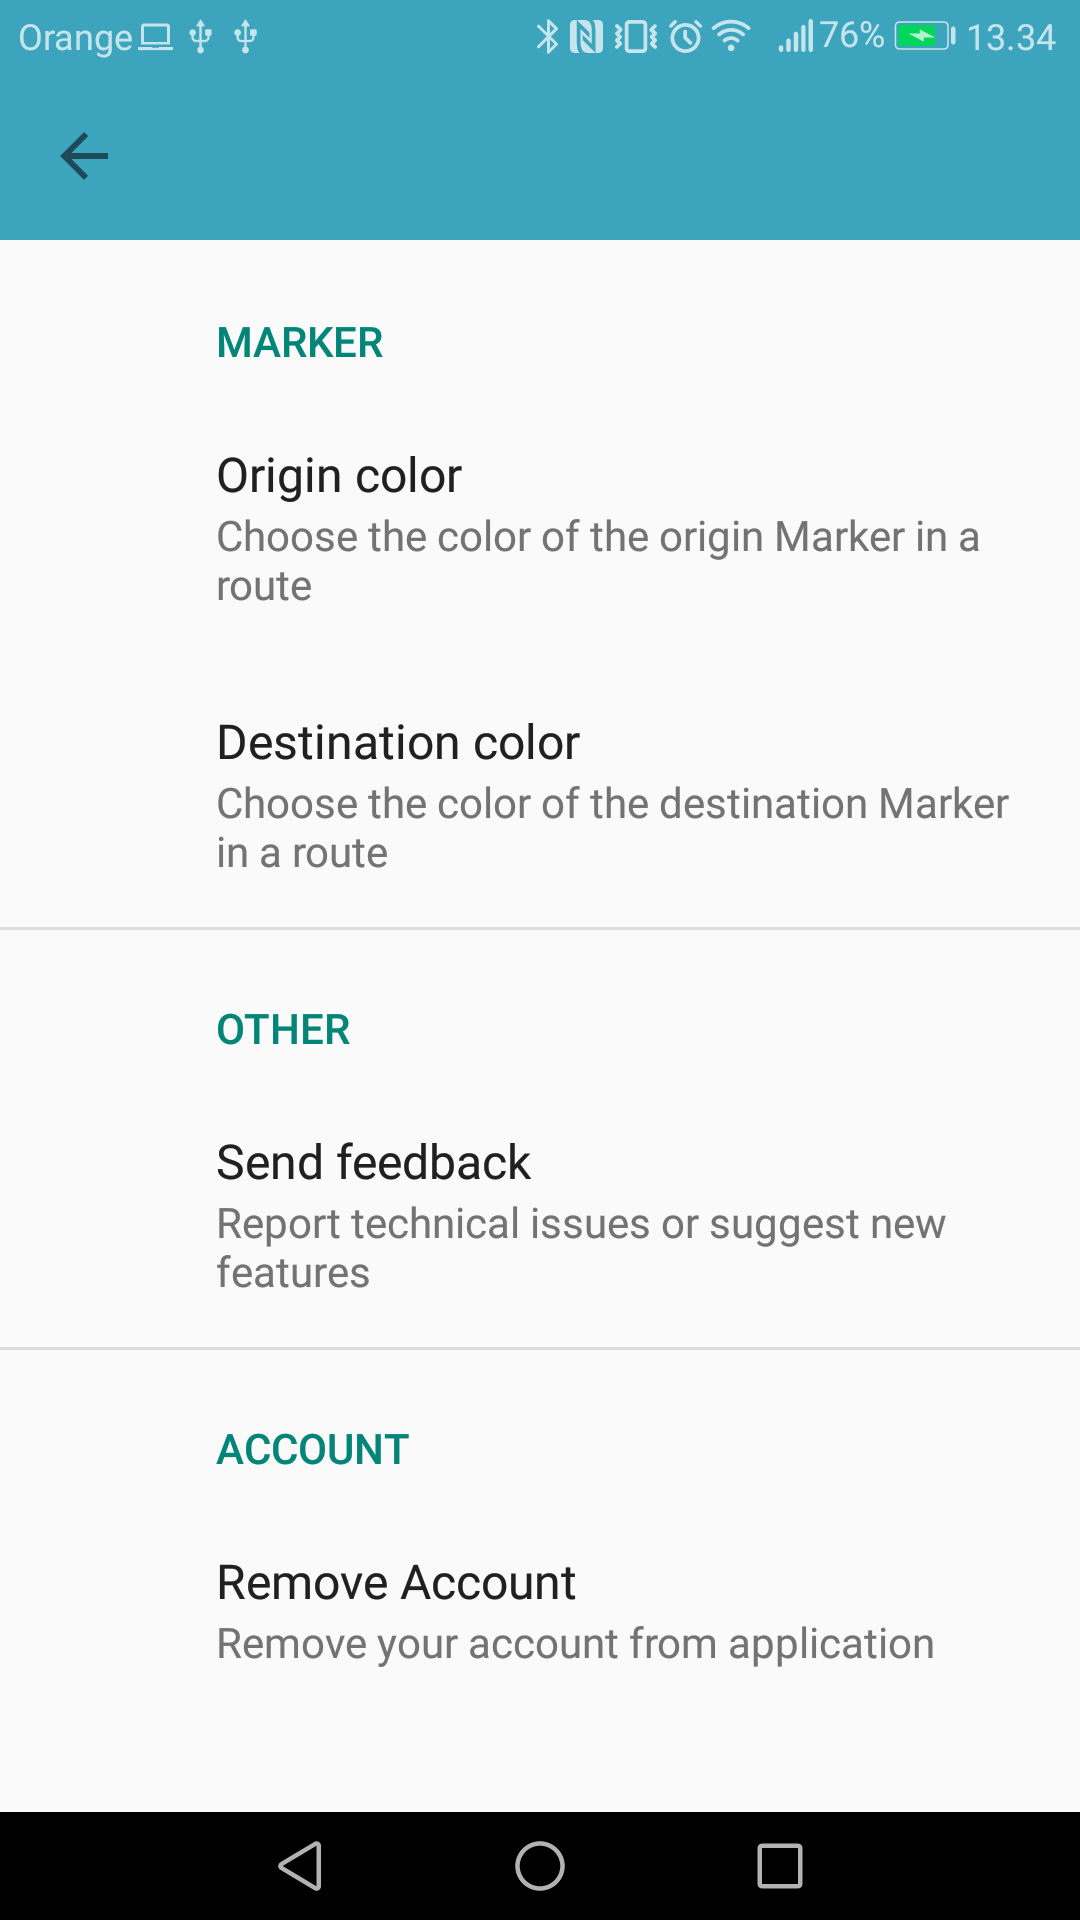 Orange 76% 13.34
MARKER
Origin color
Choose the color of the origin Marker in a
route
Destination color
Choose the color of the destination Marker
in a route
OTHER
Send feedback
Report technical issues or suggest new
features
ACCOUNT
Remove Account
Remove your account from application